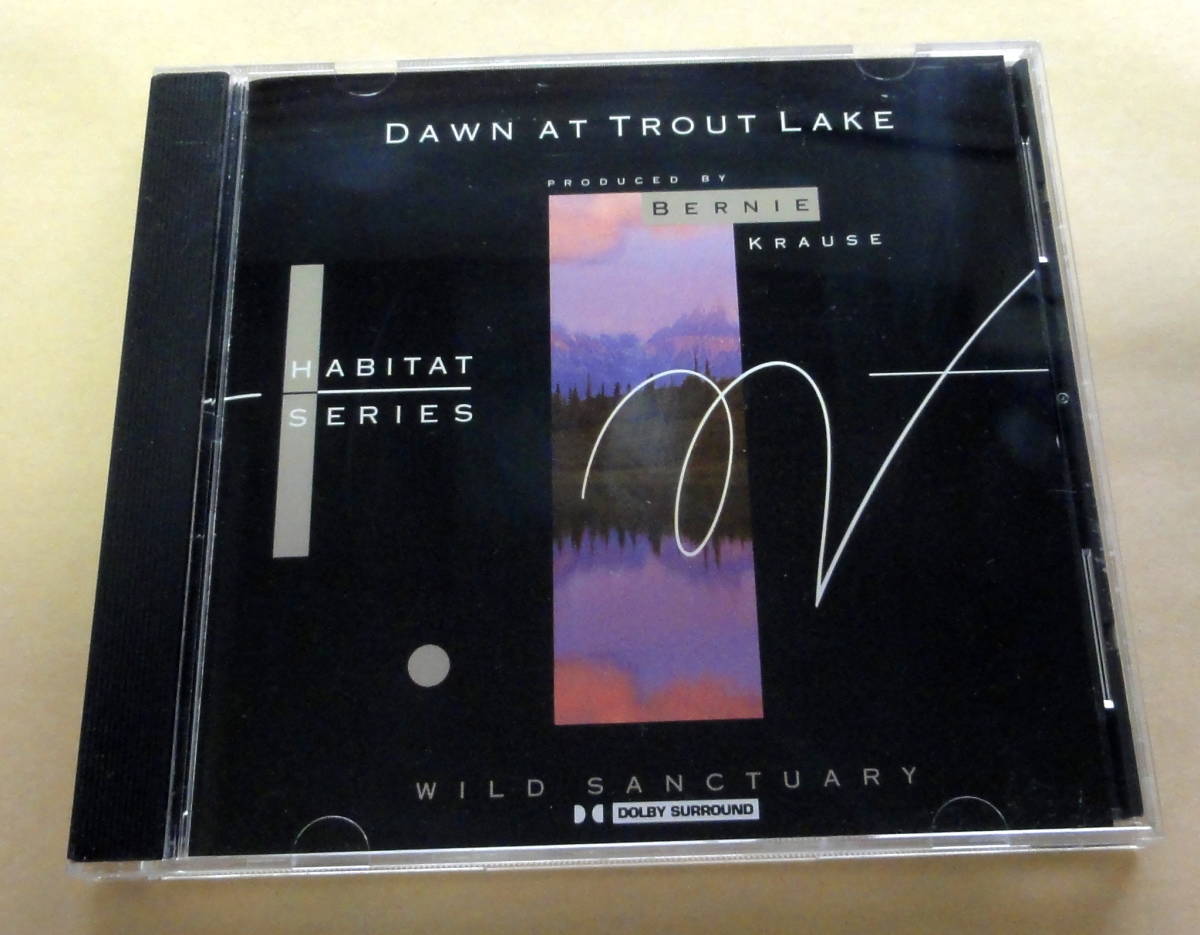 DAWN AT TROUT LAKE
PRODUCED BY
BERNIE
KRAUSE
HABITAT
SERIES
WILD SANCTUARY
DOLBY SURROUND